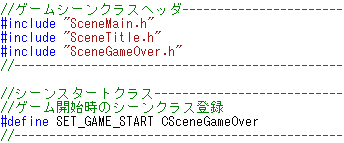 //ゲームシーンクラスヘッダ-----------------------
#include "SceneMain.h"
#include "SceneTitle.h"
#include "SceneGameOver.h"
//-----------------------------------------------
//シーンスタートクラス---------------------------
//ゲーム開始時のシーンクラス登録
#define SET_GAME_START CSceneGameOver
//-----------------------------------------------